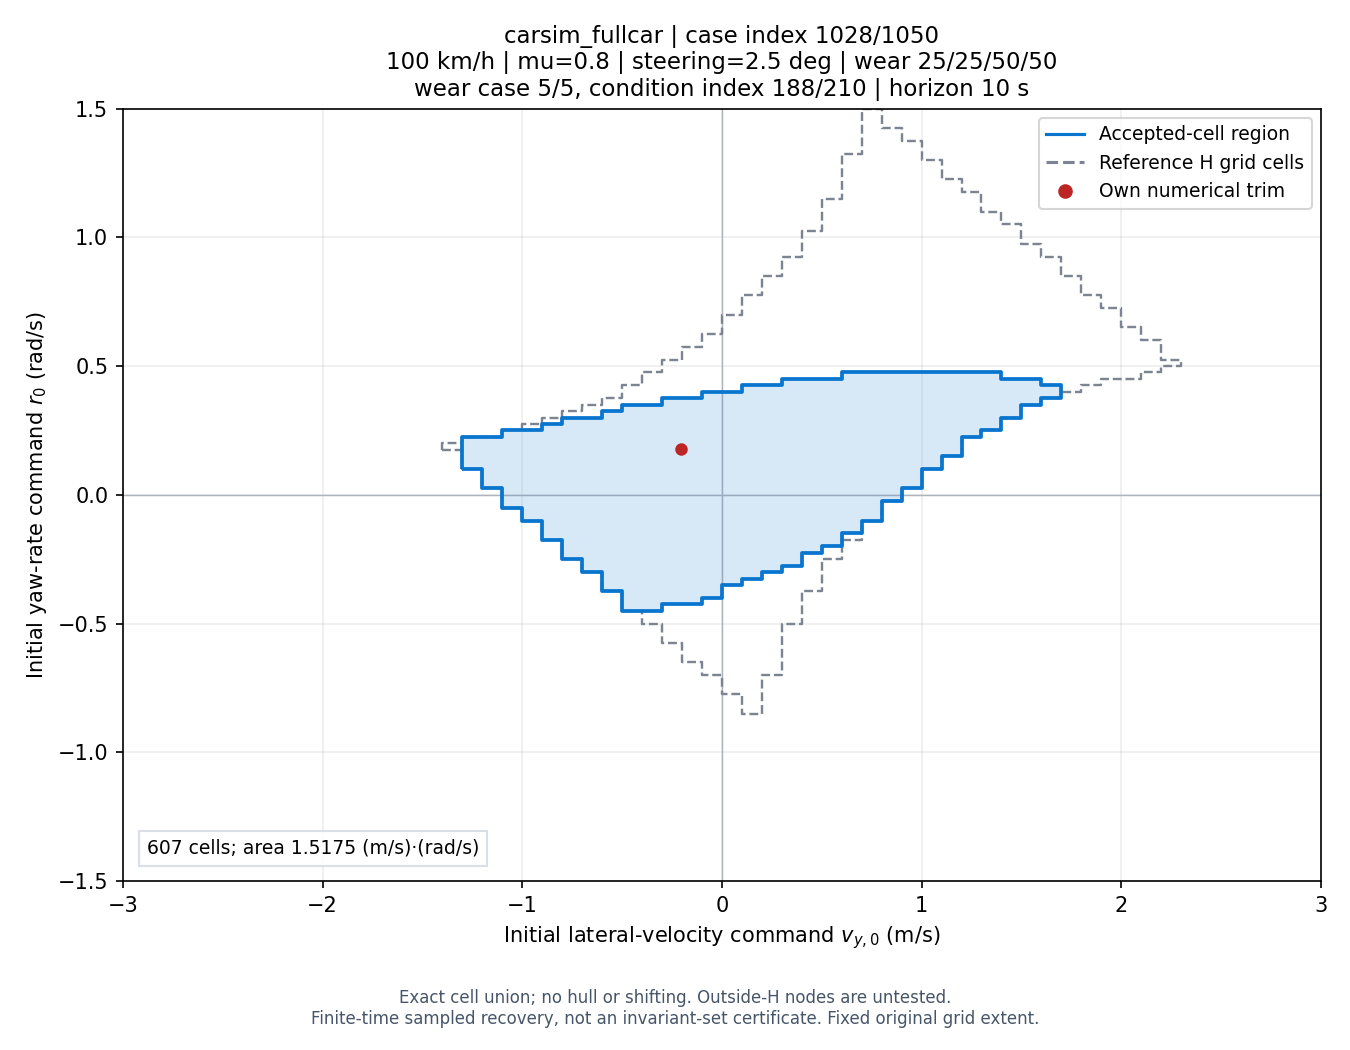 carsim_fullcar | case index 1028/1050
100 km/h | mu=0.8 | steering=2.5 deg | wear 25/25/50/50
wear case 5/5, condition index 188/210 | horizon 10 s
Accepted-cell region
Reference H grid cells
Own numerical trim
1.5
1.0
0.5
0.0
−0.5
−1.0
−1.5
Initial yaw-rate command r0 (rad/s)
607 cells; area 1.5175 (m/s)·(rad/s)
−3
−2
−1
0
1
2
3
Initial lateral-velocity command vy,0 (m/s)
Exact cell union; no hull or shifting. Outside-H nodes are untested.
Finite-time sampled recovery, not an invariant-set certificate. Fixed original grid extent.